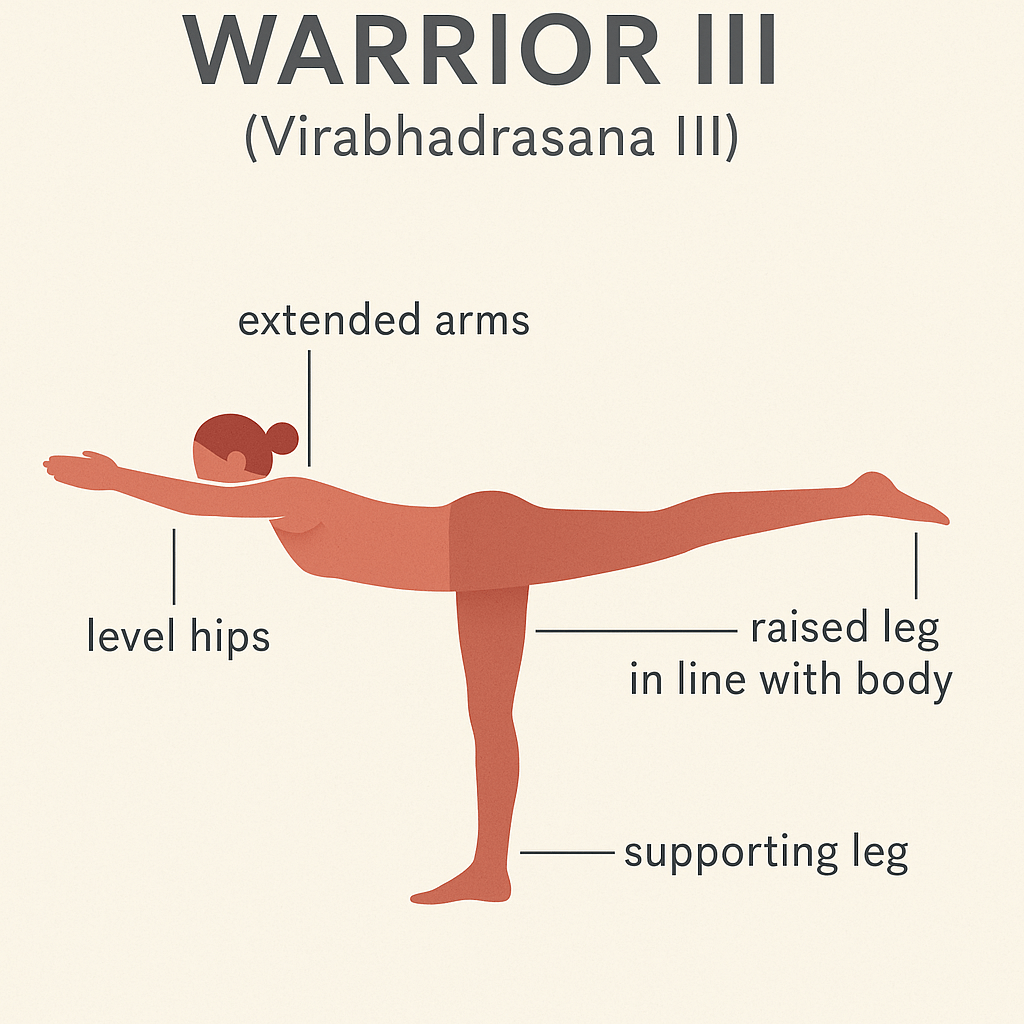 WARRIOR III
(Virabhadrasana III)
extended arms
level hips
raised leg
in line with body
supporting leg